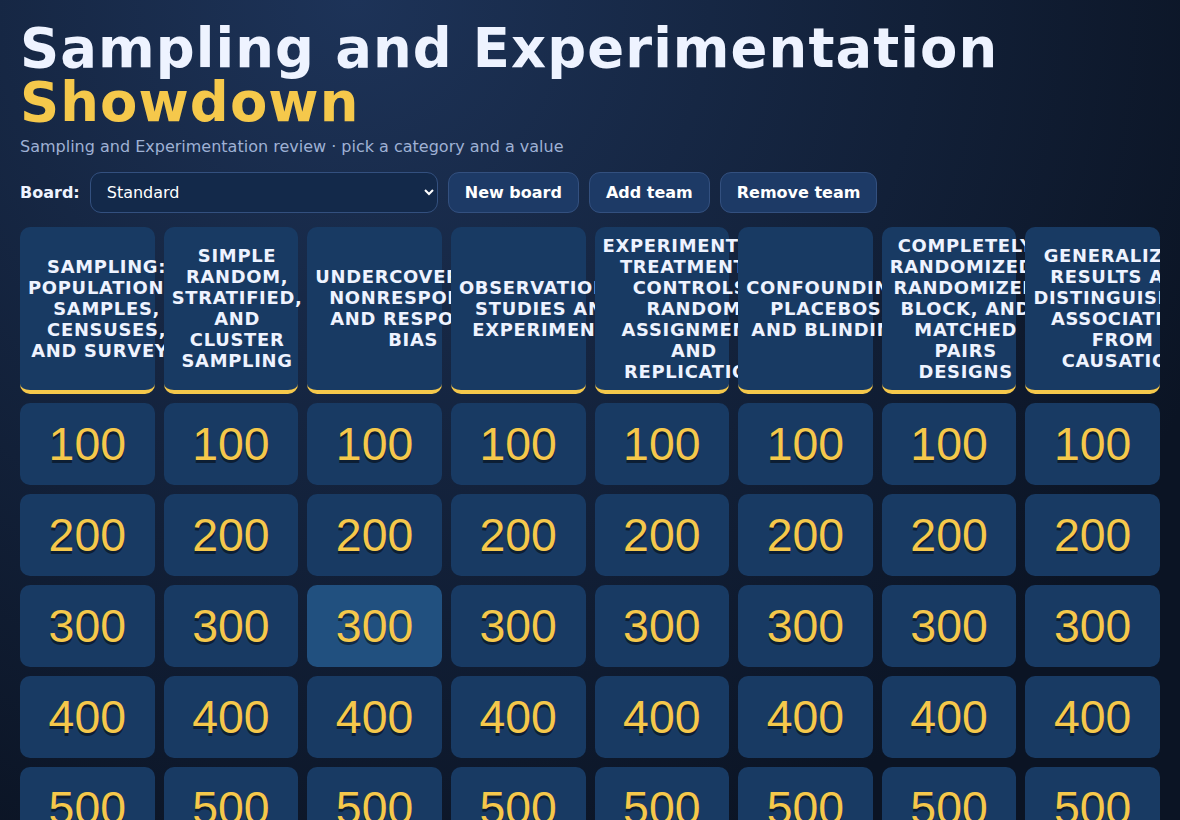 Sampling and Experimentation
Showdown
Sampling and Experimentation review · pick a category and a value
Board:
Standard
New board
Add team
Remove team
SAMPLING:
POPULATION
SAMPLES,
CENSUSES,
AND SURVEY
SIMPLE
RANDOM,
STRATIFIED,
AND
CLUSTER
SAMPLING
UNDERCOVE
NONRESPO
AND RESPO
BIAS
OBSERVATIO
STUDIES AN
EXPERIMEN
EXPERIMENT
TREATMENT
CONTROLS
RANDOM
ASSIGNMEN
AND
REPLICATIO
CONFOUNDIN
PLACEBOS
AND BLINDIN
COMPLETELY
RANDOMIZED
RANDOMIZE
BLOCK, AND
MATCHED
PAIRS
DESIGNS
GENERALIZ
RESULTS A
DISTINGUIS
ASSOCIATI
FROM
CAUSATIO
100 100 100 100 100 100 100 100
200 200 200 200 200 200 200 200
300 300 300 300 300 300 300 300
400 400 400 400 400 400 400 400
500 500 500 500 500 500 500 500